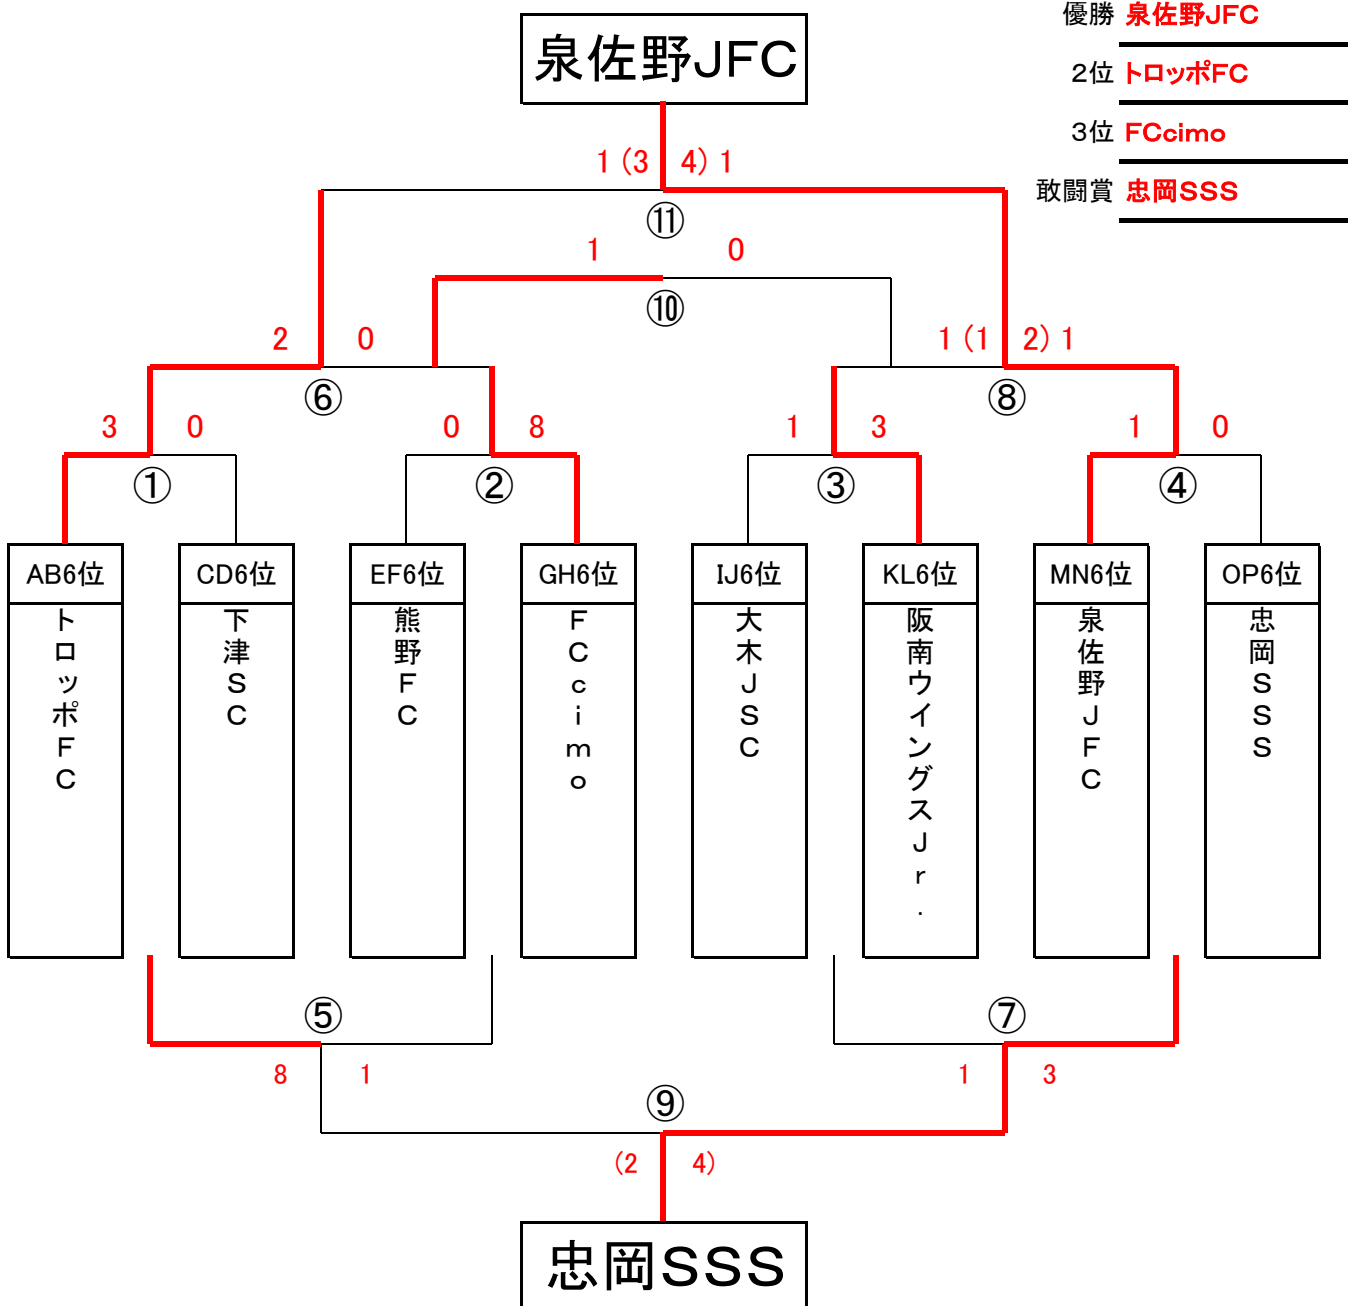 優勝 泉佐野JFC
泉佐野JFC
2位 トロッポFC
3位 FCcimo
1 (3 4) 1
敢闘賞 忠岡SSS
⑪
1 0
⑩
2 0 1 (1 2) 1
⑥ ⑧
3 0 0 8 1 3 1 0
① ② ③ ④
AB6位 CD6位 EF6位 GH6位 IJ6位 KL6位 MN6位 OP6位
トロッポFC
下津SC
熊野FC
FCcimo
大木JSC
阪南ウイングスJr.
泉佐野JFC
忠岡SSS
⑤ ⑦
8 1 1 3
⑨
(2 4)
忠岡SSS